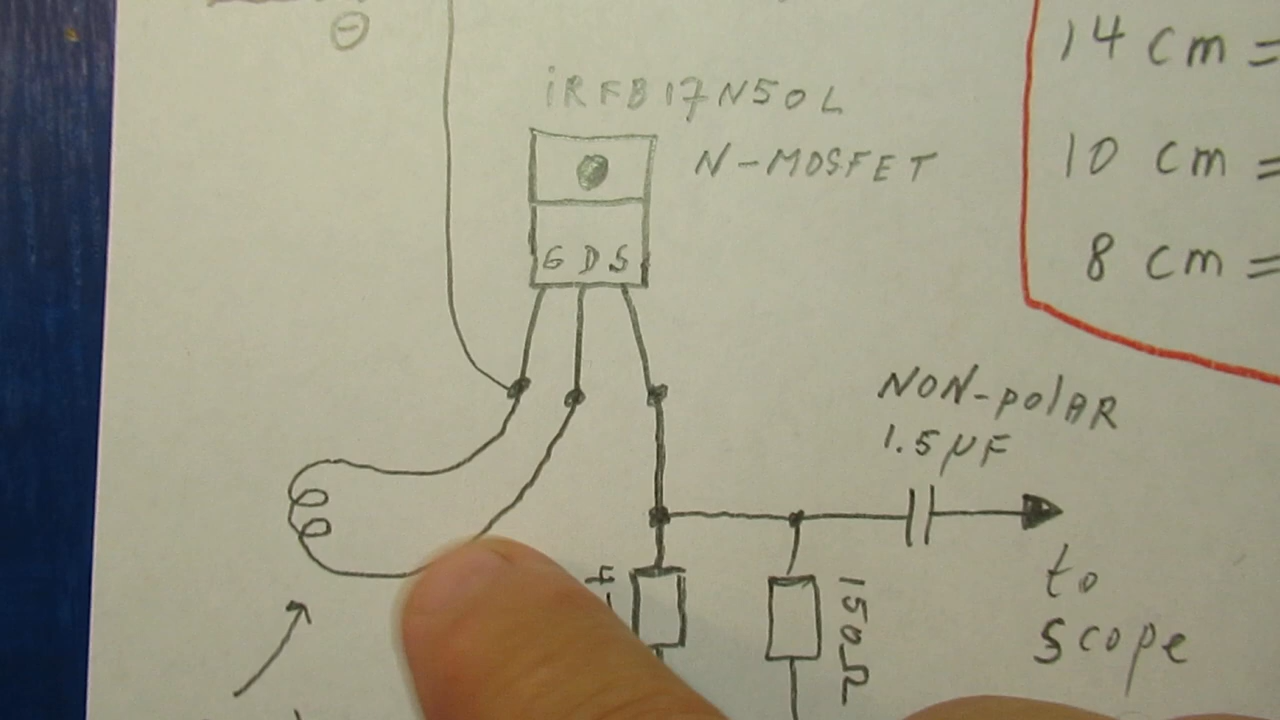 ⊖
iRFB17N50L
N-MOSFET
G D S
14 cm =
10 cm =
8 cm =
NON-polAR
1.5 µF
to
scope
150Ω